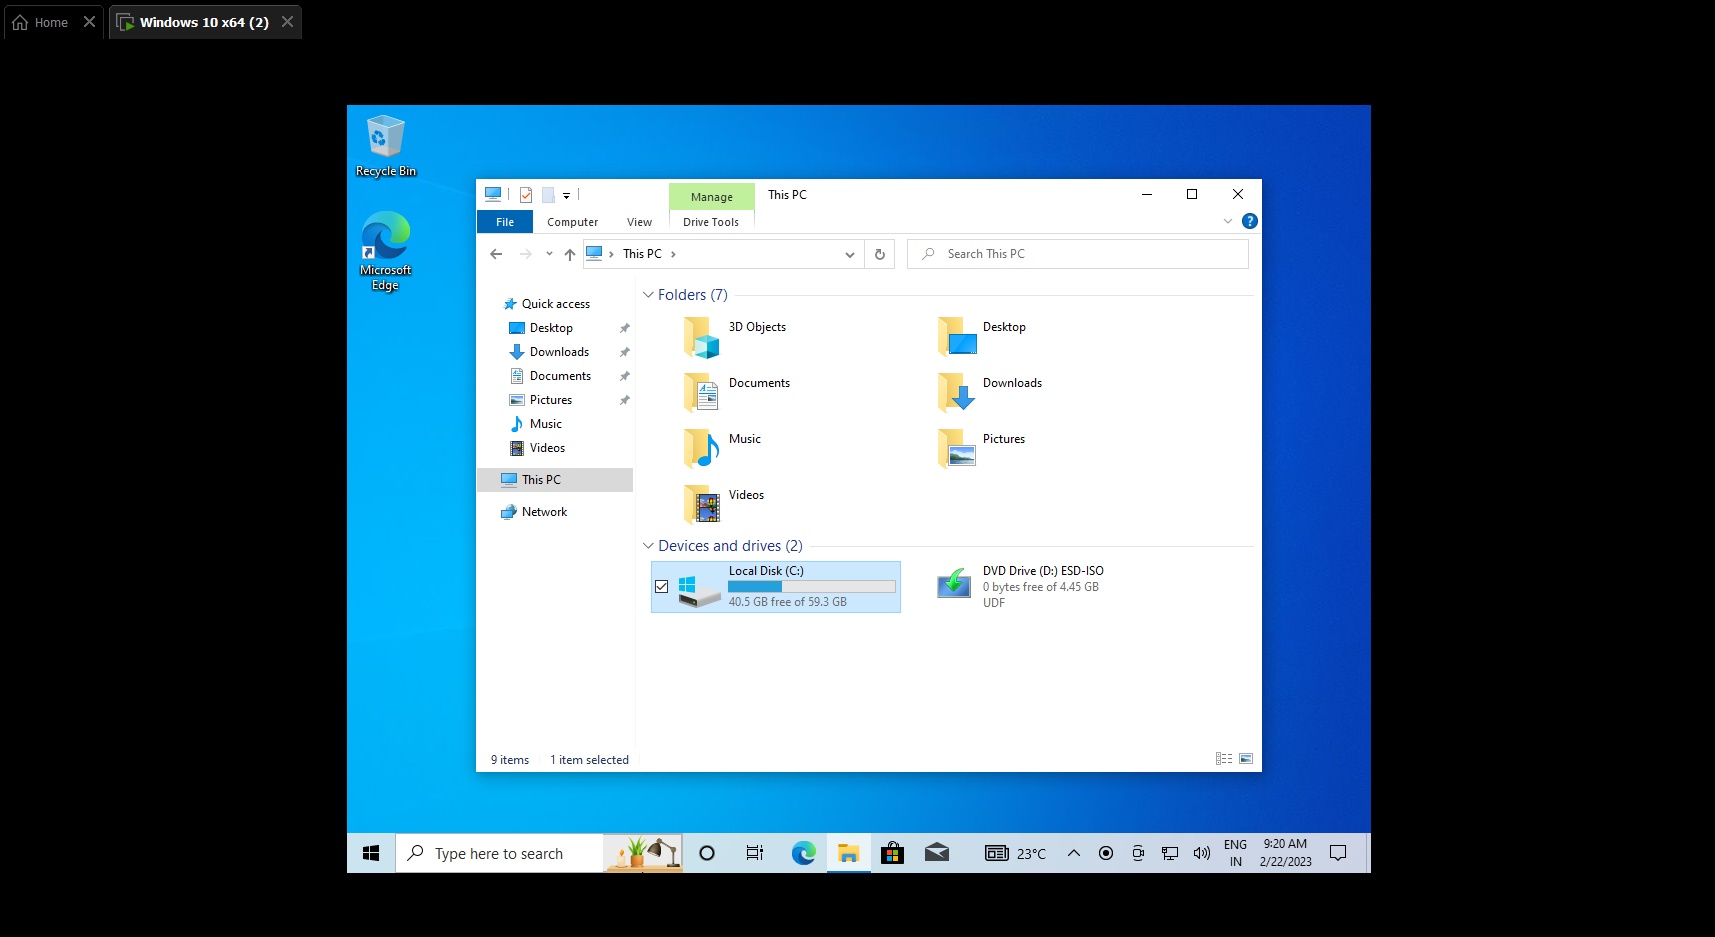 Home
Windows 10 x64 (2)
Recycle Bin
Microsoft
Edge
Manage
This PC
File
Computer
View
Drive Tools
This PC
Search This PC
Quick access
Desktop
Downloads
Documents
Pictures
Music
Videos
This PC
Network
Folders (7)
3D Objects
Desktop
Documents
Downloads
Music
Pictures
Videos
Devices and drives (2)
Local Disk (C:)
40.5 GB free of 59.3 GB
DVD Drive (D:) ESD-ISO
0 bytes free of 4.45 GB
UDF
9 items
1 item selected
Type here to search
23°C
ENG
IN
9:20 AM
2/22/2023